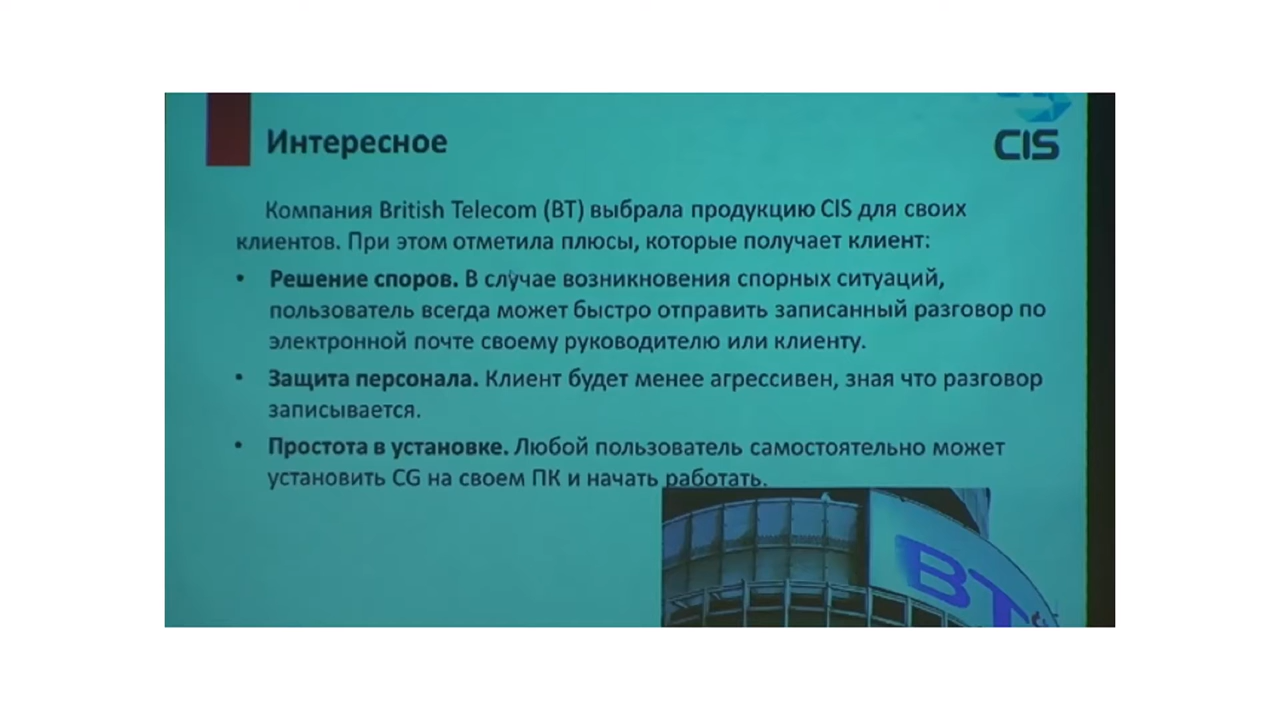 Интересное
CIS
Компания British Telecom (BT) выбрала продукцию CIS для своих
клиентов. При этом отметила плюсы, которые получает клиент:
• Решение споров. В случае возникновения спорных ситуаций,
пользователь всегда может быстро отправить записанный разговор по
электронной почте своему руководителю или клиенту.
• Защита персонала. Клиент будет менее агрессивен, зная что разговор
записывается.
• Простота в установке. Любой пользователь самостоятельно может
установить CG на своем ПК и начать работать.
BT